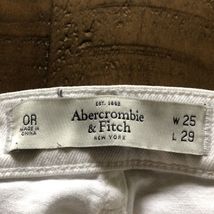 EST. 1892
Abercrombie
& Fitch
NEW YORK
0R
MADE IN
CHINA
W 25
L 29